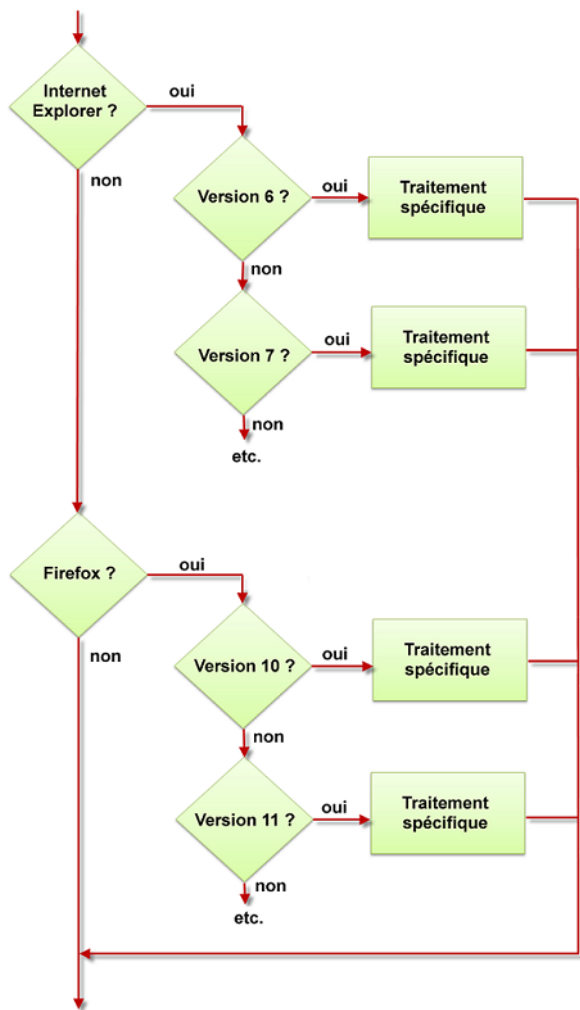 Internet
Explorer ?
oui
non
Version 6 ?
oui
Traitement
spécifique
non
Version 7 ?
oui
Traitement
spécifique
non
etc.
Firefox ?
oui
non
Version 10 ?
oui
Traitement
spécifique
non
Version 11 ?
oui
Traitement
spécifique
non
etc.